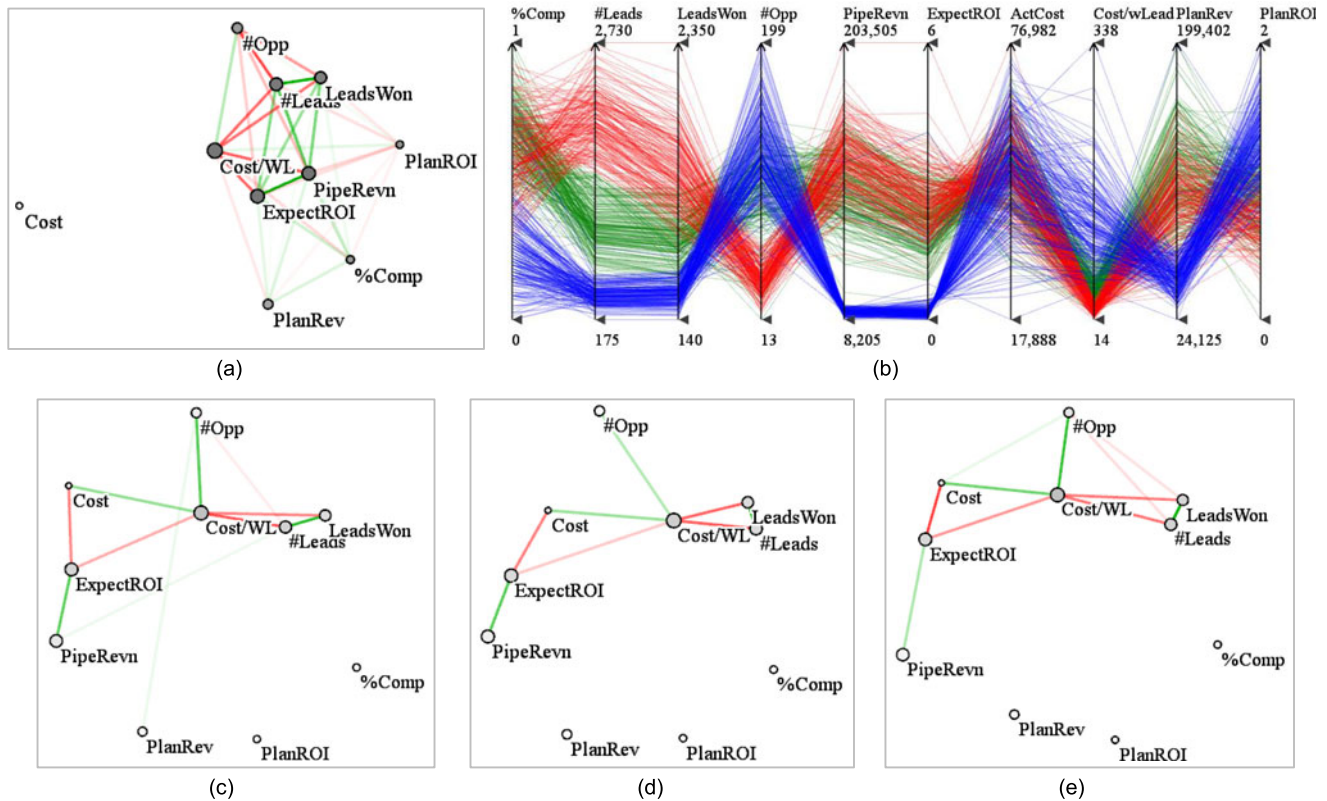 #Opp
LeadsWon
#Leads
PlanROI
Cost/WL
PipeRevn
ExpectROI
Cost
%Comp
PlanRev
(a)
%Comp #Leads LeadsWon #Opp PipeRevn ExpectROI ActCost Cost/wLead PlanRev PlanROI
1 2,730 2,350 199 203,505 6 76,982 338 199,402 2
0 175 140 13 8,205 0 17,888 14 24,125 0
(b)
#Opp
Cost
LeadsWon
Cost/WL
#Leads
ExpectROI
PipeRevn
%Comp
PlanRev
PlanROI
(c)
#Opp
Cost
LeadsWon
Cost/WL
#Leads
ExpectROI
PipeRevn
%Comp
PlanRev
PlanROI
(d)
#Opp
Cost
Cost/WL
LeadsWon
#Leads
ExpectROI
PipeRevn
%Comp
PlanRev
PlanROI
(e)